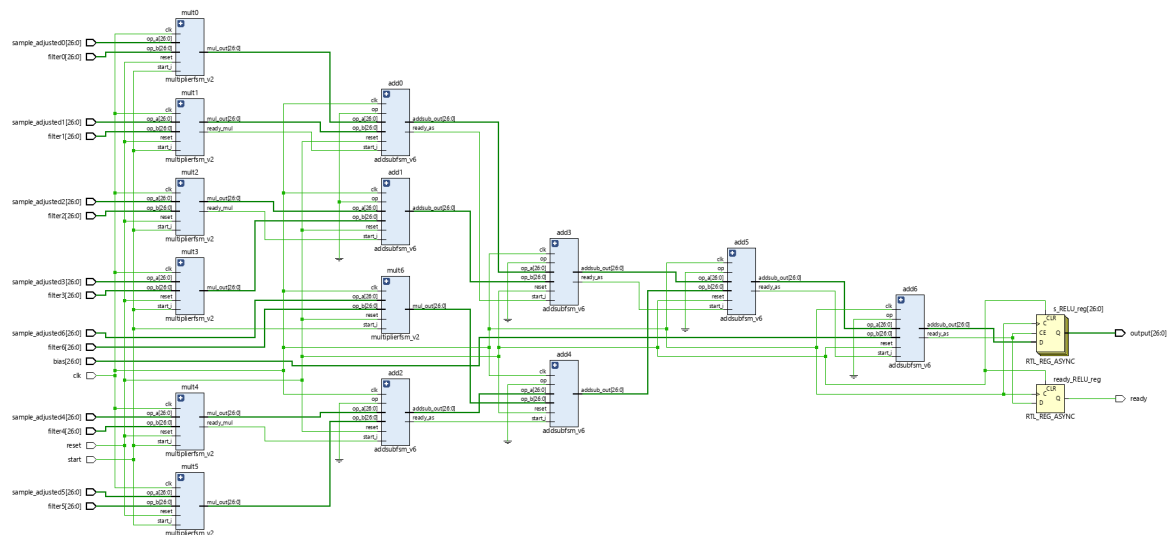 mult0
clk
sample_adjusted0[26:0]
op_a[26:0]
mul_out[26:0]
filter0[26:0]
op_b[26:0]
reset
start_i
multiplierfsm_v2
mult1
clk
sample_adjusted1[26:0]
op_a[26:0]
mul_out[26:0]
filter1[26:0]
op_b[26:0]
ready_mul
reset
start_i
multiplierfsm_v2
add0
clk
op
op_a[26:0]
addsub_out[26:0]
op_b[26:0]
ready_as
reset
start_i
addsubfsm_v6
mult2
clk
sample_adjusted2[26:0]
op_a[26:0]
mul_out[26:0]
filter2[26:0]
op_b[26:0]
ready_mul
reset
start_i
multiplierfsm_v2
add1
clk
op
op_a[26:0]
addsub_out[26:0]
op_b[26:0]
reset
start_i
addsubfsm_v6
mult3
clk
sample_adjusted3[26:0]
op_a[26:0]
mul_out[26:0]
filter3[26:0]
op_b[26:0]
reset
start_i
multiplierfsm_v2
mult6
clk
op_a[26:0]
mul_out[26:0]
op_b[26:0]
reset
start_i
multiplierfsm_v2
sample_adjusted6[26:0]
filter6[26:0]
bias[26:0]
clk
add3
clk
op
op_a[26:0]
addsub_out[26:0]
op_b[26:0]
ready_as
reset
start_i
addsubfsm_v6
add5
clk
op
op_a[26:0]
addsub_out[26:0]
op_b[26:0]
ready_as
reset
start_i
addsubfsm_v6
add6
clk
op
op_a[26:0]
addsub_out[26:0]
op_b[26:0]
ready_as
reset
start_i
addsubfsm_v6
s_RELU_reg[26:0]
CLR
C
CE
Q
D
RTL_REG_ASYNC
output[26:0]
ready_RELU_reg
CLR
C
Q
D
RTL_REG_ASYNC
ready
mult4
clk
sample_adjusted4[26:0]
op_a[26:0]
mul_out[26:0]
filter4[26:0]
op_b[26:0]
ready_mul
reset
start_i
multiplierfsm_v2
reset
start
add2
clk
op
op_a[26:0]
addsub_out[26:0]
op_b[26:0]
ready_as
reset
start_i
addsubfsm_v6
add4
clk
op
op_a[26:0]
addsub_out[26:0]
op_b[26:0]
reset
start_i
addsubfsm_v6
mult5
clk
sample_adjusted5[26:0]
op_a[26:0]
mul_out[26:0]
filter5[26:0]
op_b[26:0]
reset
start_i
multiplierfsm_v2